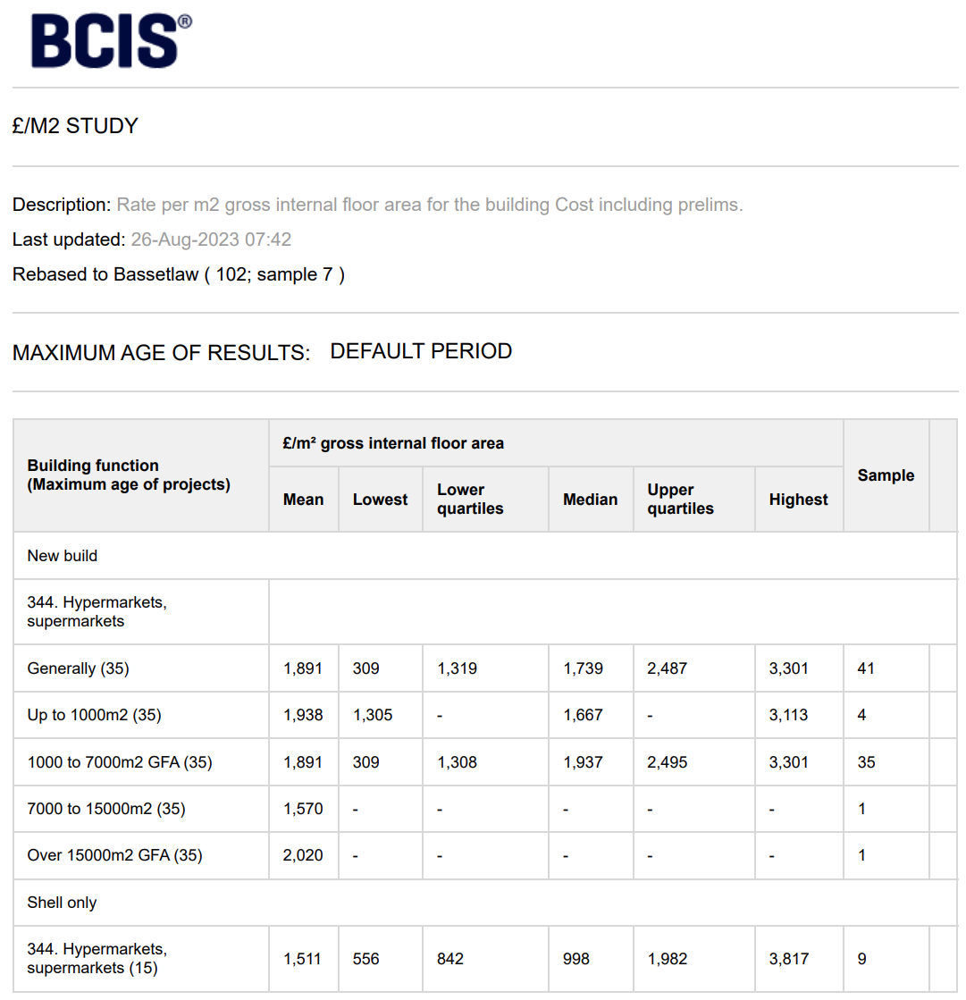 BCIS®
£/M2 STUDY
Description: Rate per m2 gross internal floor area for the building Cost including prelims.
Last updated: 26-Aug-2023 07:42
Rebased to Bassetlaw ( 102; sample 7 )
MAXIMUM AGE OF RESULTS: DEFAULT PERIOD
Building function
(Maximum age of projects)
£/m² gross internal floor area
Sample
Mean
Lowest
Lower
quartiles
Median
Upper
quartiles
Highest
New build
344. Hypermarkets,
supermarkets
Generally (35) 1,891 309 1,319 1,739 2,487 3,301 41
Up to 1000m2 (35) 1,938 1,305 - 1,667 - 3,113 4
1000 to 7000m2 GFA (35) 1,891 309 1,308 1,937 2,495 3,301 35
7000 to 15000m2 (35) 1,570 - - - - - 1
Over 15000m2 GFA (35) 2,020 - - - - - 1
Shell only
344. Hypermarkets,
supermarkets (15) 1,511 556 842 998 1,982 3,817 9